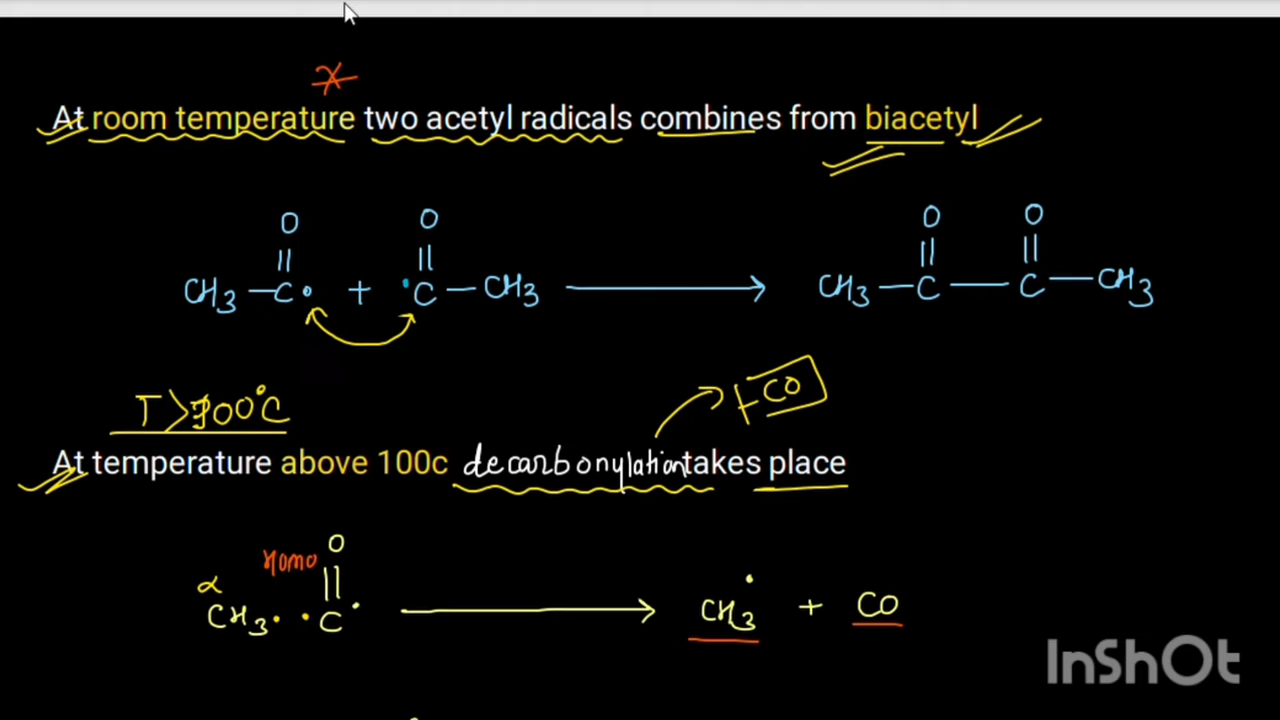 At room temperature two acetyl radicals combines from biacetyl
O O O O
CH3 — C• + •C — CH3 → CH3 — C — C — CH3
T > 100°C
+ CO
At temperature above 100c decarbonylation takes place
O
Homo
α
CH3 • • C • → CH3• + CO
InShOt